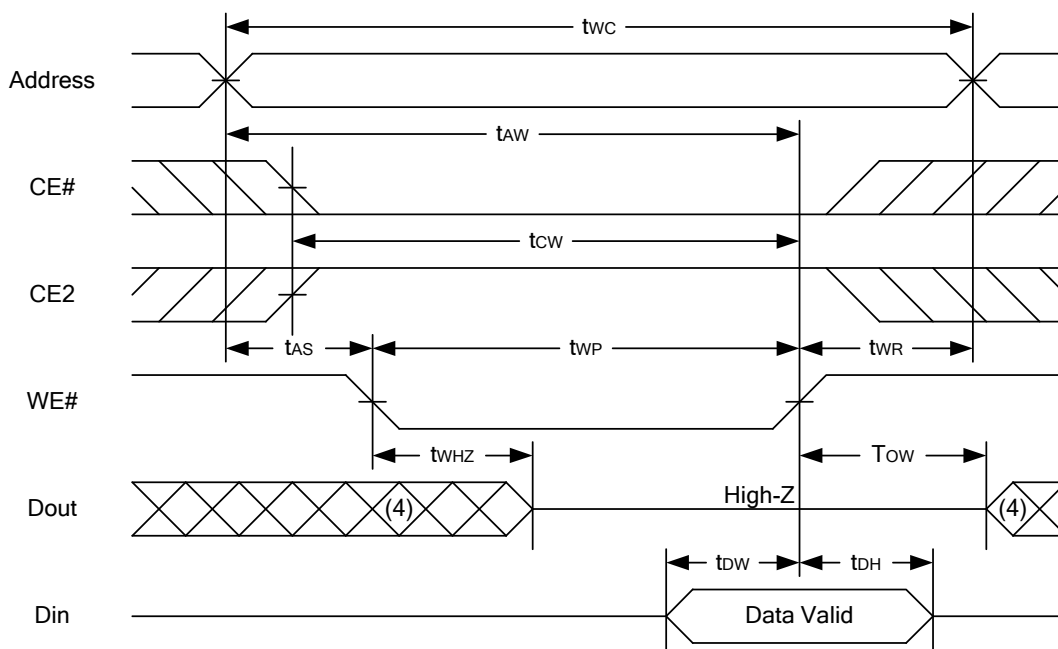 tWC
Address
tAW
CE#
tCW
CE2
tAS tWP tWR
WE#
tWHZ TOW
High-Z
Dout (4) (4)
tDW tDH
Din Data Valid